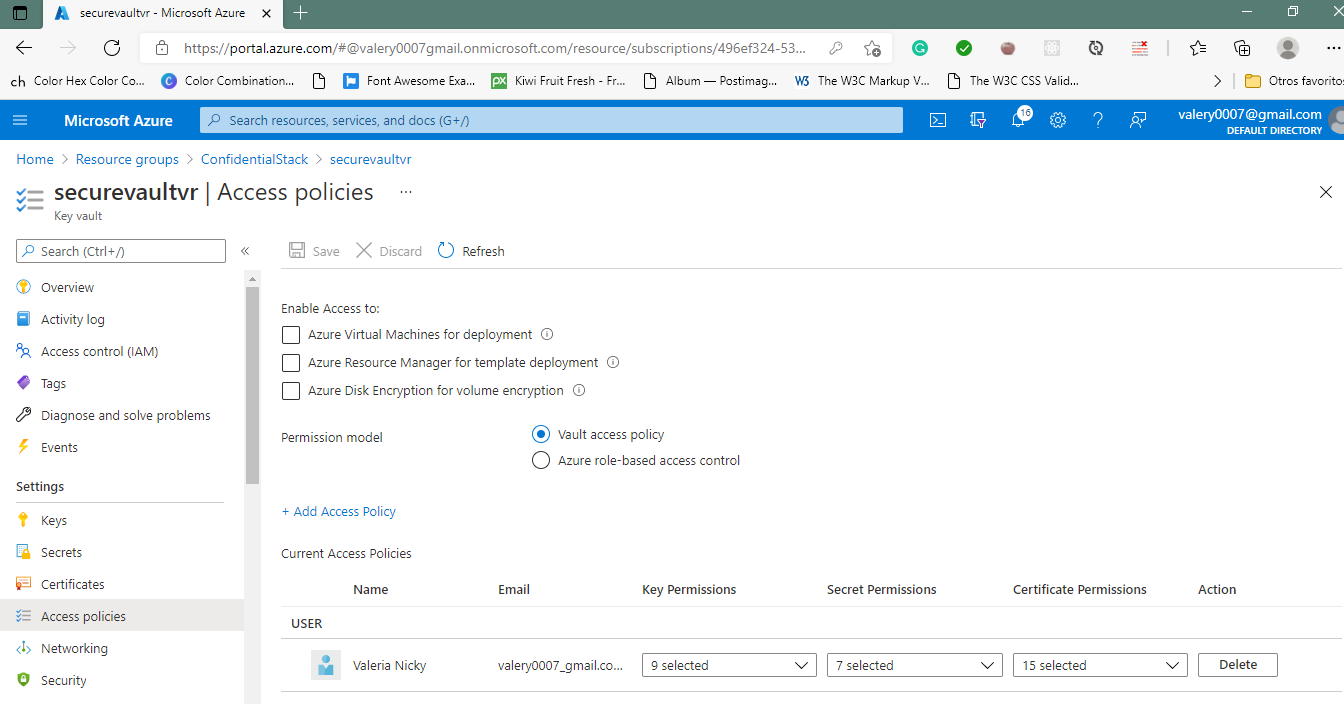 securevaultvr - Microsoft Azure
https://portal.azure.com/#@valery0007gmail.onmicrosoft.com/resource/subscriptions/496ef324-53...
ch Color Hex Color Co... C Color Combination... Font Awesome Exa... px Kiwi Fruit Fresh - Fr... Album — Postimag... W3 The W3C Markup V... The W3C CSS Valid... Otros favoritos
Microsoft Azure
Search resources, services, and docs (G+/)
16
valery0007@gmail.com
DEFAULT DIRECTORY
Home > Resource groups > ConfidentialStack > securevaultvr
securevaultvr | Access policies ...
Key vault
Search (Ctrl+/)
«
Overview
Activity log
Access control (IAM)
Tags
Diagnose and solve problems
Events
Settings
Keys
Secrets
Certificates
Access policies
Networking
Security
Save Discard Refresh
Enable Access to:
Azure Virtual Machines for deployment
Azure Resource Manager for template deployment
Azure Disk Encryption for volume encryption
Permission model
Vault access policy
Azure role-based access control
+ Add Access Policy
Current Access Policies
Name Email Key Permissions Secret Permissions Certificate Permissions Action
USER
Valeria Nicky valery0007_gmail.co... 9 selected 7 selected 15 selected Delete